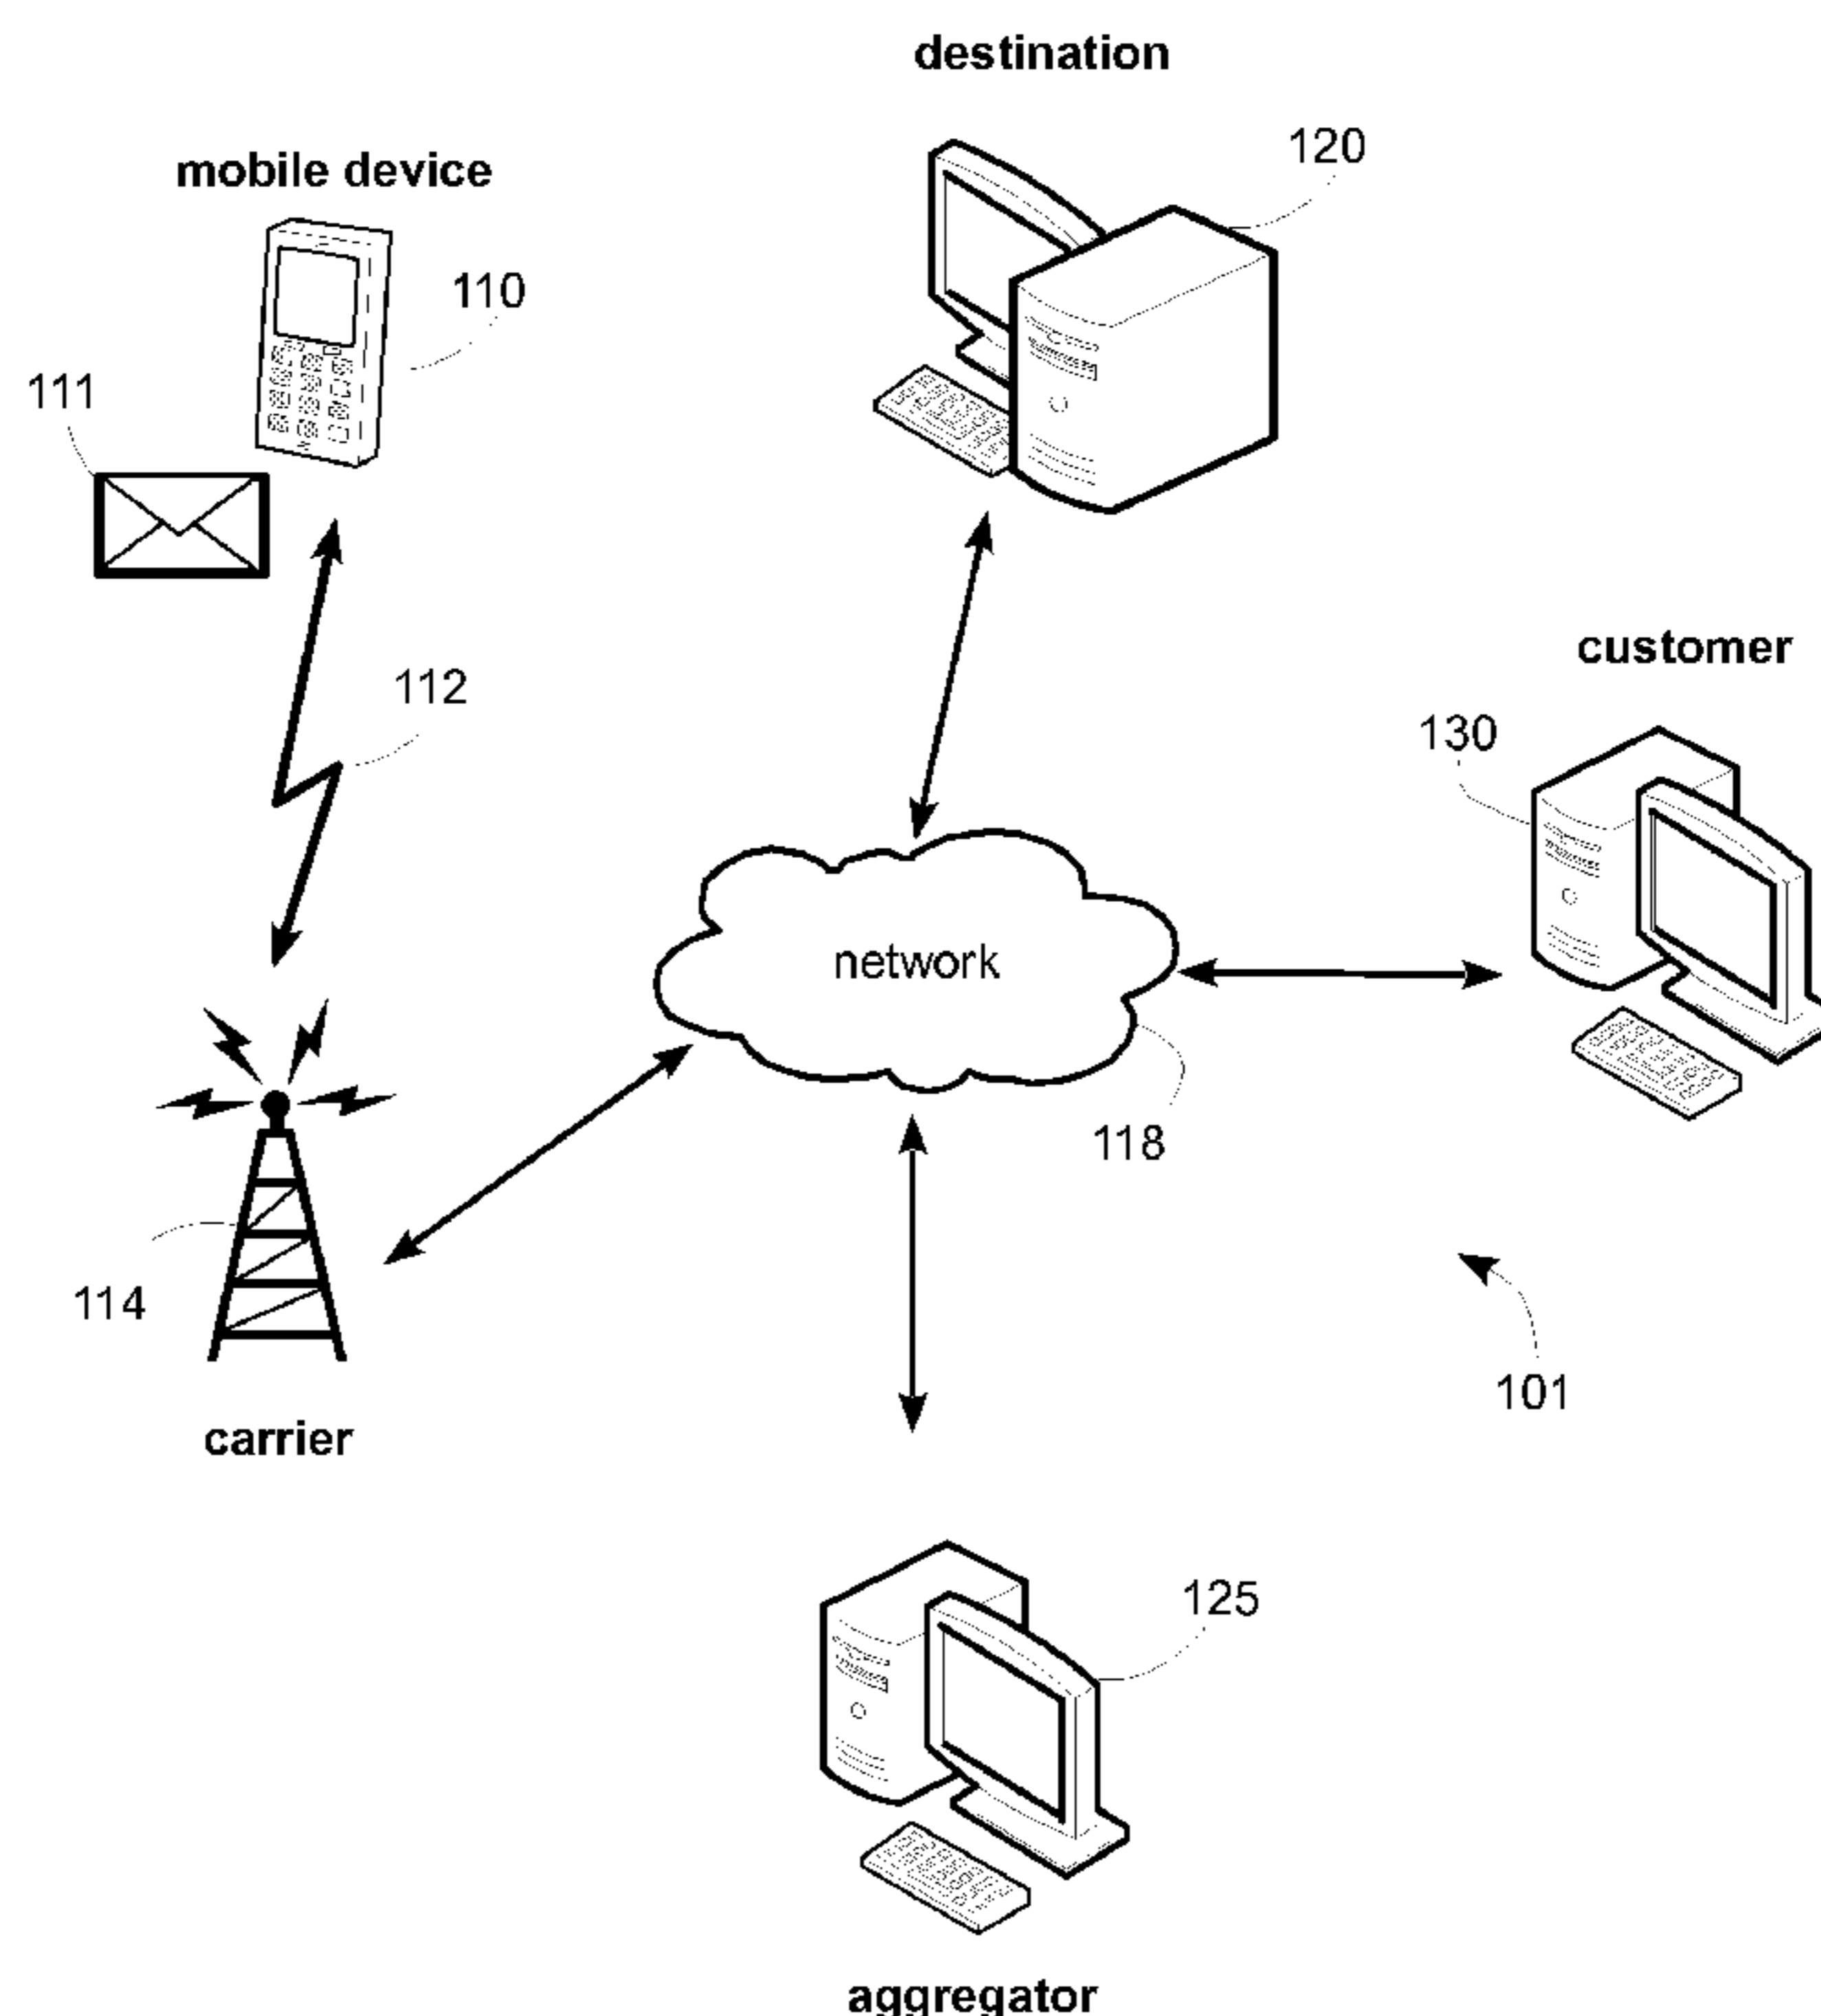 destination
120
mobile device
110
111
customer
112
130
network
118
114
101
carrier
125
aggregator